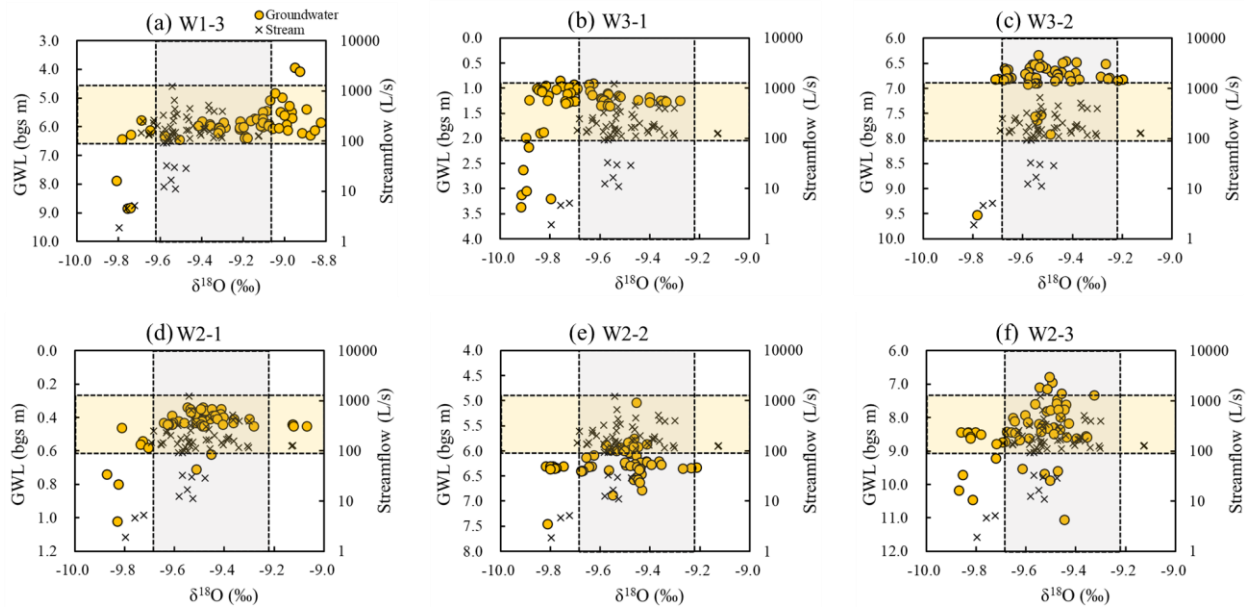 (a) W1-3
Groundwater
× Stream
3.0
4.0
5.0
6.0
7.0
8.0
9.0
10.0
GWL (bgs m)
10000
1000
100
10
1
Streamflow (L/s)
-10.0 -9.8 -9.6 -9.4 -9.2 -9.0 -8.8
δ¹⁸O (‰)
(b) W3-1
0.0
0.5
1.0
1.5
2.0
2.5
3.0
3.5
4.0
GWL (bgs m)
10000
1000
100
10
1
Streamflow (L/s)
-10.0 -9.8 -9.6 -9.4 -9.2 -9.0
δ¹⁸O (‰)
(c) W3-2
6.0
6.5
7.0
7.5
8.0
8.5
9.0
9.5
10.0
GWL (bgs m)
10000
1000
100
10
1
Streamflow (L/s)
-10.0 -9.8 -9.6 -9.4 -9.2 -9.0
δ¹⁸O (‰)
(d) W2-1
0.0
0.2
0.4
0.6
0.8
1.0
1.2
GWL (bgs m)
10000
1000
100
10
1
Streamflow (L/s)
-10.0 -9.8 -9.6 -9.4 -9.2 -9.0
δ¹⁸O (‰)
(e) W2-2
4.0
4.5
5.0
5.5
6.0
6.5
7.0
7.5
8.0
GWL (bgs m)
10000
1000
100
10
1
Streamflow (L/s)
-10.0 -9.8 -9.6 -9.4 -9.2 -9.0
δ¹⁸O (‰)
(f) W2-3
6.0
7.0
8.0
9.0
10.0
11.0
12.0
GWL (bgs m)
10000
1000
100
10
1
Streamflow (L/s)
-10.0 -9.8 -9.6 -9.4 -9.2 -9.0
δ¹⁸O (‰)